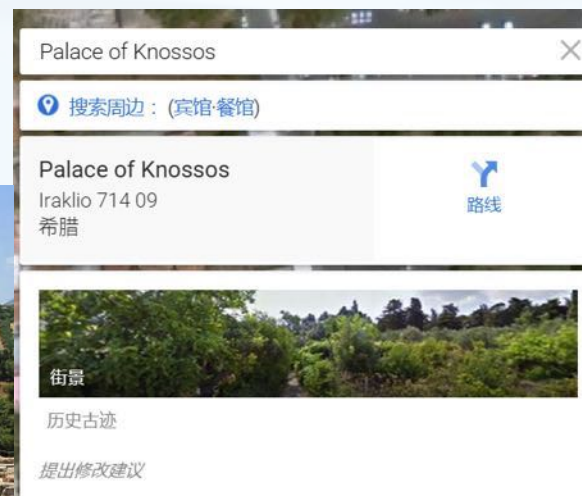 Palace of Knossos
搜索周边：(宾馆·餐馆)
Palace of Knossos
Iraklio 714 09
希腊
路线
街景
历史古迹
提出修改建议